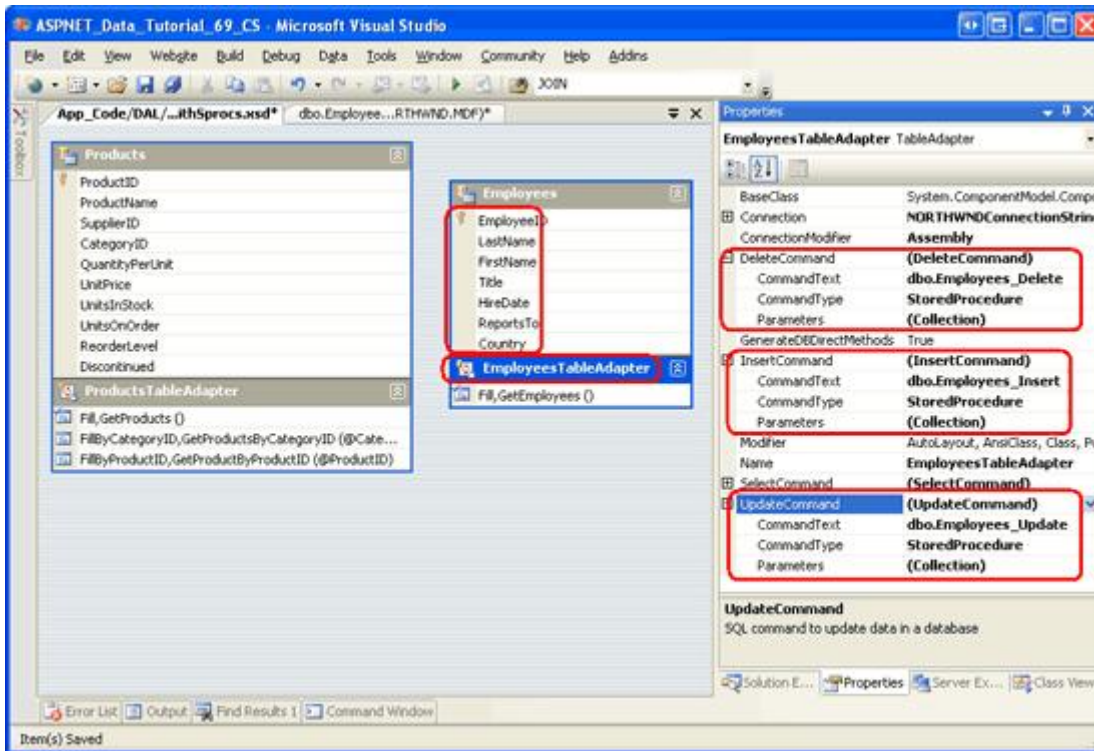 ASPNET_Data_Tutorial_69_CS - Microsoft Visual Studio
File Edit View Website Build Debug Data Tools Window Community Help Addins
JOIN
App_Code/DAL/...ithSprocs.xsd* dbo.Employee...RTHWND.MDF)*
Toolbox
Products
ProductID
ProductName
SupplierID
CategoryID
QuantityPerUnit
UnitPrice
UnitsInStock
UnitsOnOrder
ReorderLevel
Discontinued
ProductsTableAdapter
Fill,GetProducts ()
FillByCategoryID,GetProductsByCategoryID (@Cate...
FillByProductID,GetProductByProductID (@ProductID)
Employees
EmployeeID
LastName
FirstName
Title
HireDate
ReportsTo
Country
EmployeesTableAdapter
Fill,GetEmployees ()
Properties
EmployeesTableAdapter TableAdapter
BaseClass System.ComponentModel.Compo
Connection NORTHWNDConnectionString
ConnectionModifier Assembly
DeleteCommand (DeleteCommand)
CommandText dbo.Employees_Delete
CommandType StoredProcedure
Parameters (Collection)
GenerateDBDirectMethods True
InsertCommand (InsertCommand)
CommandText dbo.Employees_Insert
CommandType StoredProcedure
Parameters (Collection)
Modifier AutoLayout, AnsiClass, Class, Pu
Name EmployeesTableAdapter
SelectCommand (SelectCommand)
UpdateCommand (UpdateCommand)
CommandText dbo.Employees_Update
CommandType StoredProcedure
Parameters (Collection)
UpdateCommand
SQL command to update data in a database
Solution E... Properties Server Ex... Class View
Error List Output Find Results 1 Command Window
Item(s) Saved